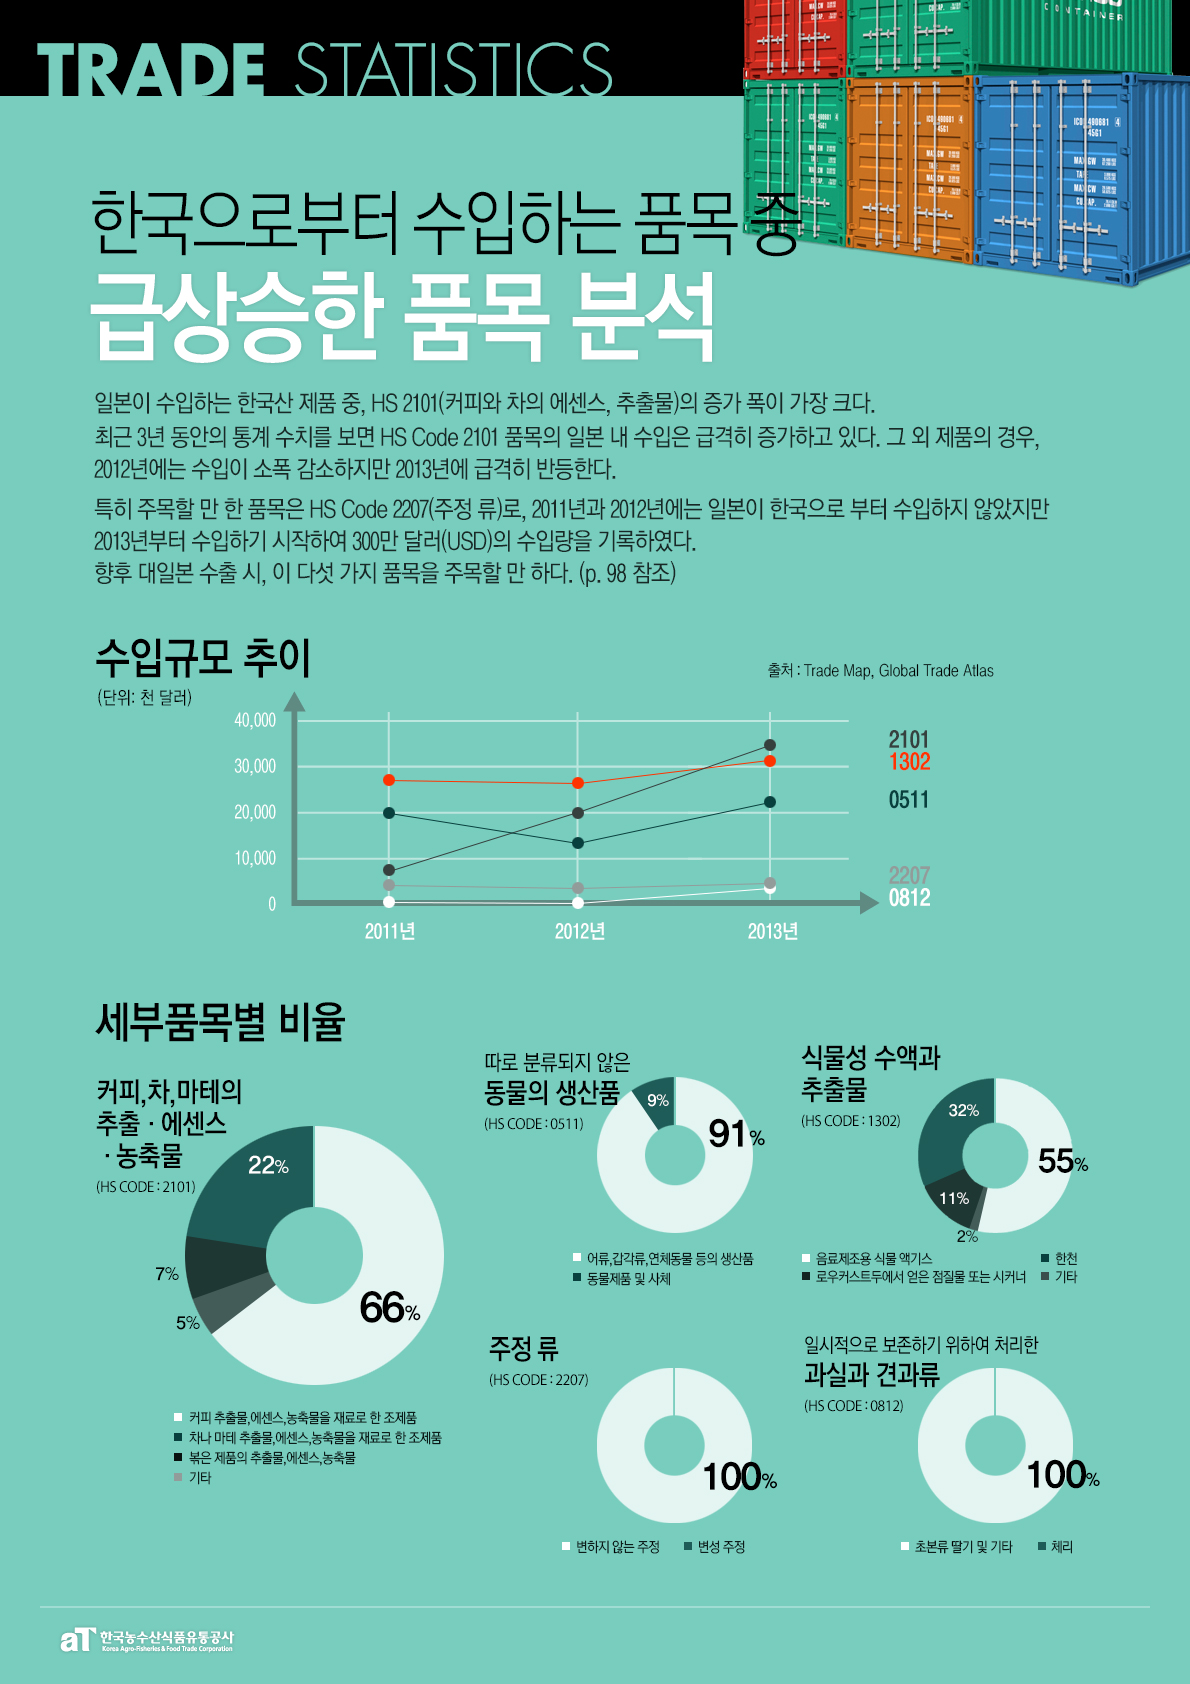 TRADE STATISTICS
CONTAINER
한국으로부터 수입하는 품목 중
급상승한 품목 분석
일본이 수입하는 한국산 제품 중, HS 2101(커피와 차의 에센스, 추출물)의 증가 폭이 가장 크다.
최근 3년 동안의 통계 수치를 보면 HS Code 2101 품목의 일본 내 수입은 급격히 증가하고 있다. 그 외 제품의 경우,
2012년에는 수입이 소폭 감소하지만 2013년에 급격히 반등한다.
특히 주목할 만 한 품목은 HS Code 2207(주정 류)로, 2011년과 2012년에는 일본이 한국으로 부터 수입하지 않았지만
2013년부터 수입하기 시작하여 300만 달러(USD)의 수입량을 기록하였다.
향후 대일본 수출 시, 이 다섯 가지 품목을 주목할 만 하다. (p. 98 참조)
수입규모 추이
(단위: 천 달러)
출처 : Trade Map, Global Trade Atlas
40,000
30,000
20,000
10,000
0
2011년
2012년
2013년
2101
1302
0511
2207
0812
세부품목별 비율
커피,차,마테의
추출 · 에센스
· 농축물
(HS CODE : 2101)
22%
7%
5%
66%
커피 추출물,에센스,농축물을 재료로 한 조제품
차나 마테 추출물,에센스,농축물을 재료로 한 조제품
볶은 제품의 추출물,에센스,농축물
기타
따로 분류되지 않은
동물의 생산품
(HS CODE : 0511)
9%
91%
어류,갑각류,연체동물 등의 생산품
동물제품 및 사체
식물성 수액과
추출물
(HS CODE : 1302)
32%
55%
11%
2%
음료제조용 식물 액기스
한천
로우커스트두에서 얻은 점질물 또는 시커너
기타
주정 류
(HS CODE : 2207)
100%
변하지 않는 주정
변성 주정
일시적으로 보존하기 위하여 처리한
과실과 견과류
(HS CODE : 0812)
100%
초본류 딸기 및 기타
체리
aT 한국농수산식품유통공사
Korea Agro-Fisheries & Food Trade Corporation